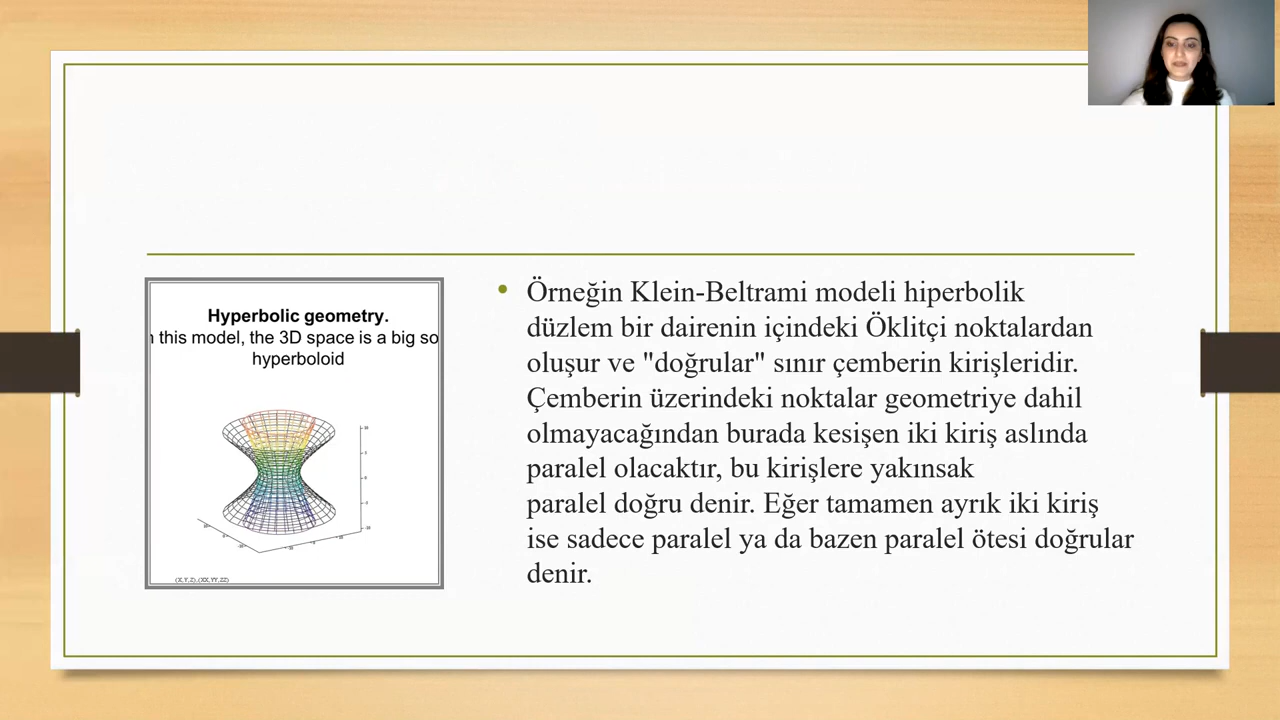 Hyperbolic geometry.
this model, the 3D space is a big so
hyperboloid
(X,Y,Z),(XX,YY,ZZ)
Örneğin Klein-Beltrami modeli hiperbolik
düzlem bir dairenin içindeki Öklitçi noktalardan
oluşur ve "doğrular" sınır çemberin kirişleridir.
Çemberin üzerindeki noktalar geometriye dahil
olmayacağından burada kesişen iki kiriş aslında
paralel olacaktır, bu kirişlere yakınsak
paralel doğru denir. Eğer tamamen ayrık iki kiriş
ise sadece paralel ya da bazen paralel ötesi doğrular
denir.